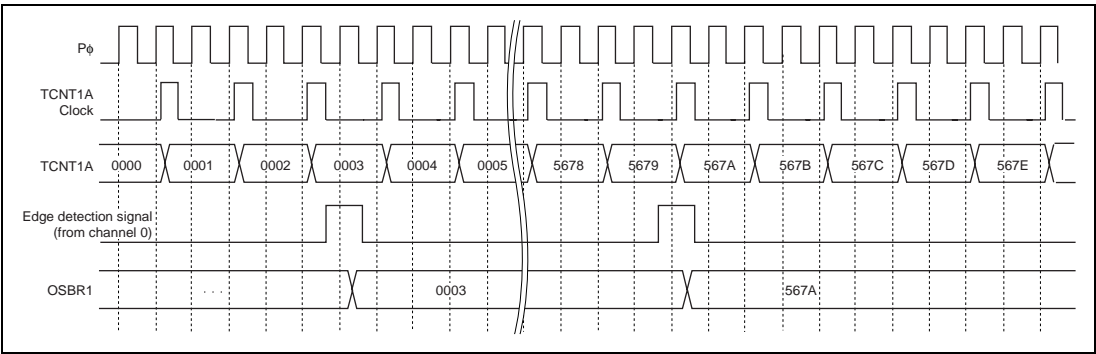 Pϕ
TCNT1A
Clock
TCNT1A 0000 0001 0002 0003 0004 0005 5678 5679 567A 567B 567C 567D 567E
Edge detection signal
(from channel 0)
OSBR1 . . . 0003 567A